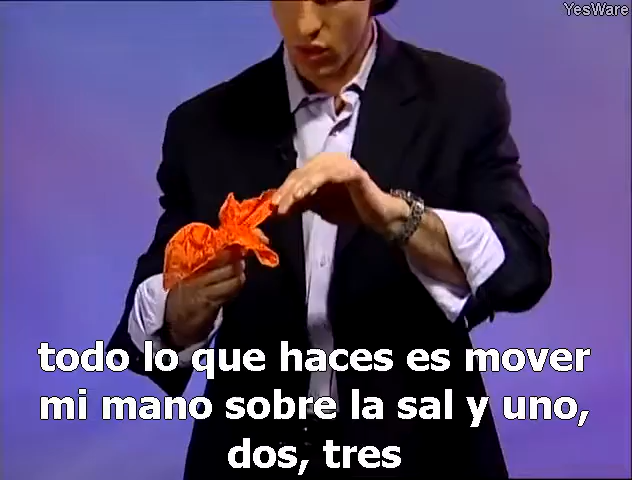 YesWare
todo lo que haces es mover
mi mano sobre la sal y uno,
dos, tres